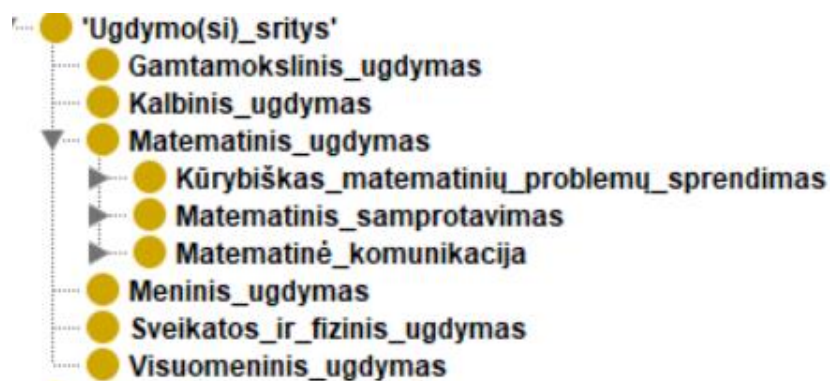 'Ugdymo(si)_sritys'
Gamtamokslinis_ugdymas
Kalbinis_ugdymas
Matematinis_ugdymas
Kūrybiškas_matematinių_problemų_sprendimas
Matematinis_samprotavimas
Matematinė_komunikacija
Meninis_ugdymas
Sveikatos_ir_fizinis_ugdymas
Visuomeninis_ugdymas